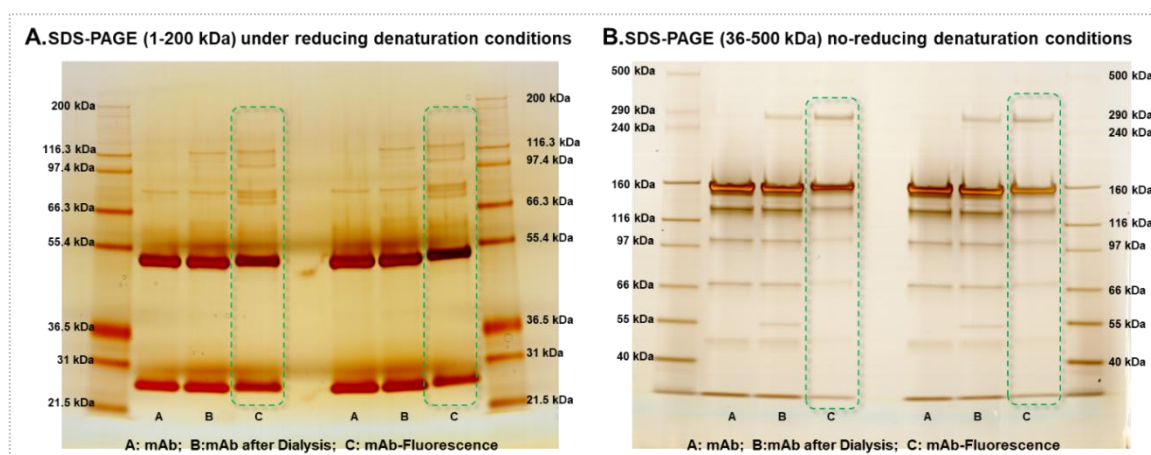 A.SDS-PAGE (1-200 kDa) under reducing denaturation conditions
200 kDa
116.3 kDa
97.4 kDa
66.3 kDa
55.4 kDa
36.5 kDa
31 kDa
21.5 kDa
A B C A B C
200 kDa
116.3 kDa
97.4 kDa
66.3 kDa
55.4 kDa
36.5 kDa
31 kDa
21.5 kDa
A: mAb; B:mAb after Dialysis; C: mAb-Fluorescence
B.SDS-PAGE (36-500 kDa) no-reducing denaturation conditions
500 kDa
290 kDa
240 kDa
160 kDa
116 kDa
97 kDa
66 kDa
55 kDa
40 kDa
A B C A B C
500 kDa
290 kDa
240 kDa
160 kDa
116 kDa
97 kDa
66 kDa
55 kDa
40 kDa
A: mAb; B:mAb after Dialysis; C: mAb-Fluorescence